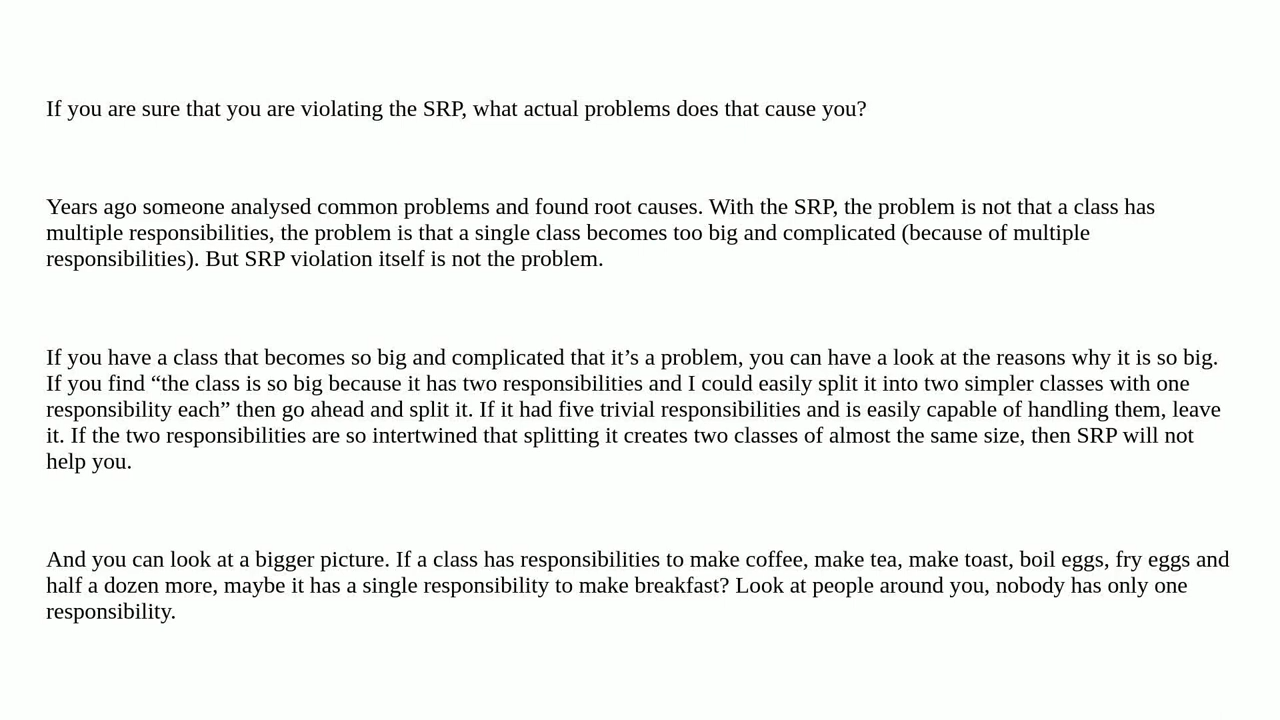 If you are sure that you are violating the SRP, what actual problems does that cause you?
Years ago someone analysed common problems and found root causes. With the SRP, the problem is not that a class has
multiple responsibilities, the problem is that a single class becomes too big and complicated (because of multiple
responsibilities). But SRP violation itself is not the problem.
If you have a class that becomes so big and complicated that it’s a problem, you can have a look at the reasons why it is so big.
If you find “the class is so big because it has two responsibilities and I could easily split it into two simpler classes with one
responsibility each” then go ahead and split it. If it had five trivial responsibilities and is easily capable of handling them, leave
it. If the two responsibilities are so intertwined that splitting it creates two classes of almost the same size, then SRP will not
help you.
And you can look at a bigger picture. If a class has responsibilities to make coffee, make tea, make toast, boil eggs, fry eggs and
half a dozen more, maybe it has a single responsibility to make breakfast? Look at people around you, nobody has only one
responsibility.